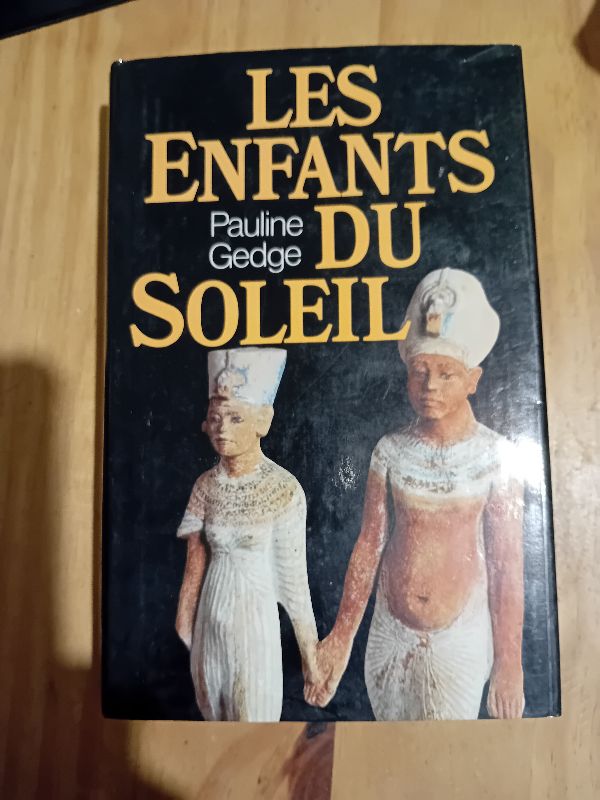 LES
ENFANTS
Pauline
Gedge
DU
SOLEIL